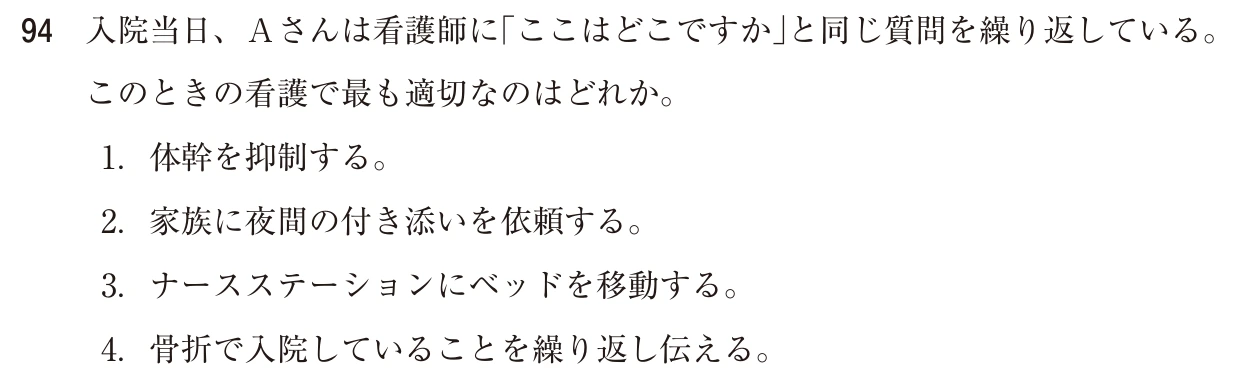 94 入院当日、Aさんは看護師に「ここはどこですか」と同じ質問を繰り返している。
このときの看護で最も適切なのはどれか。
1. 体幹を抑制する。
2. 家族に夜間の付き添いを依頼する。
3. ナースステーションにベッドを移動する。
4. 骨折で入院していることを繰り返し伝える。